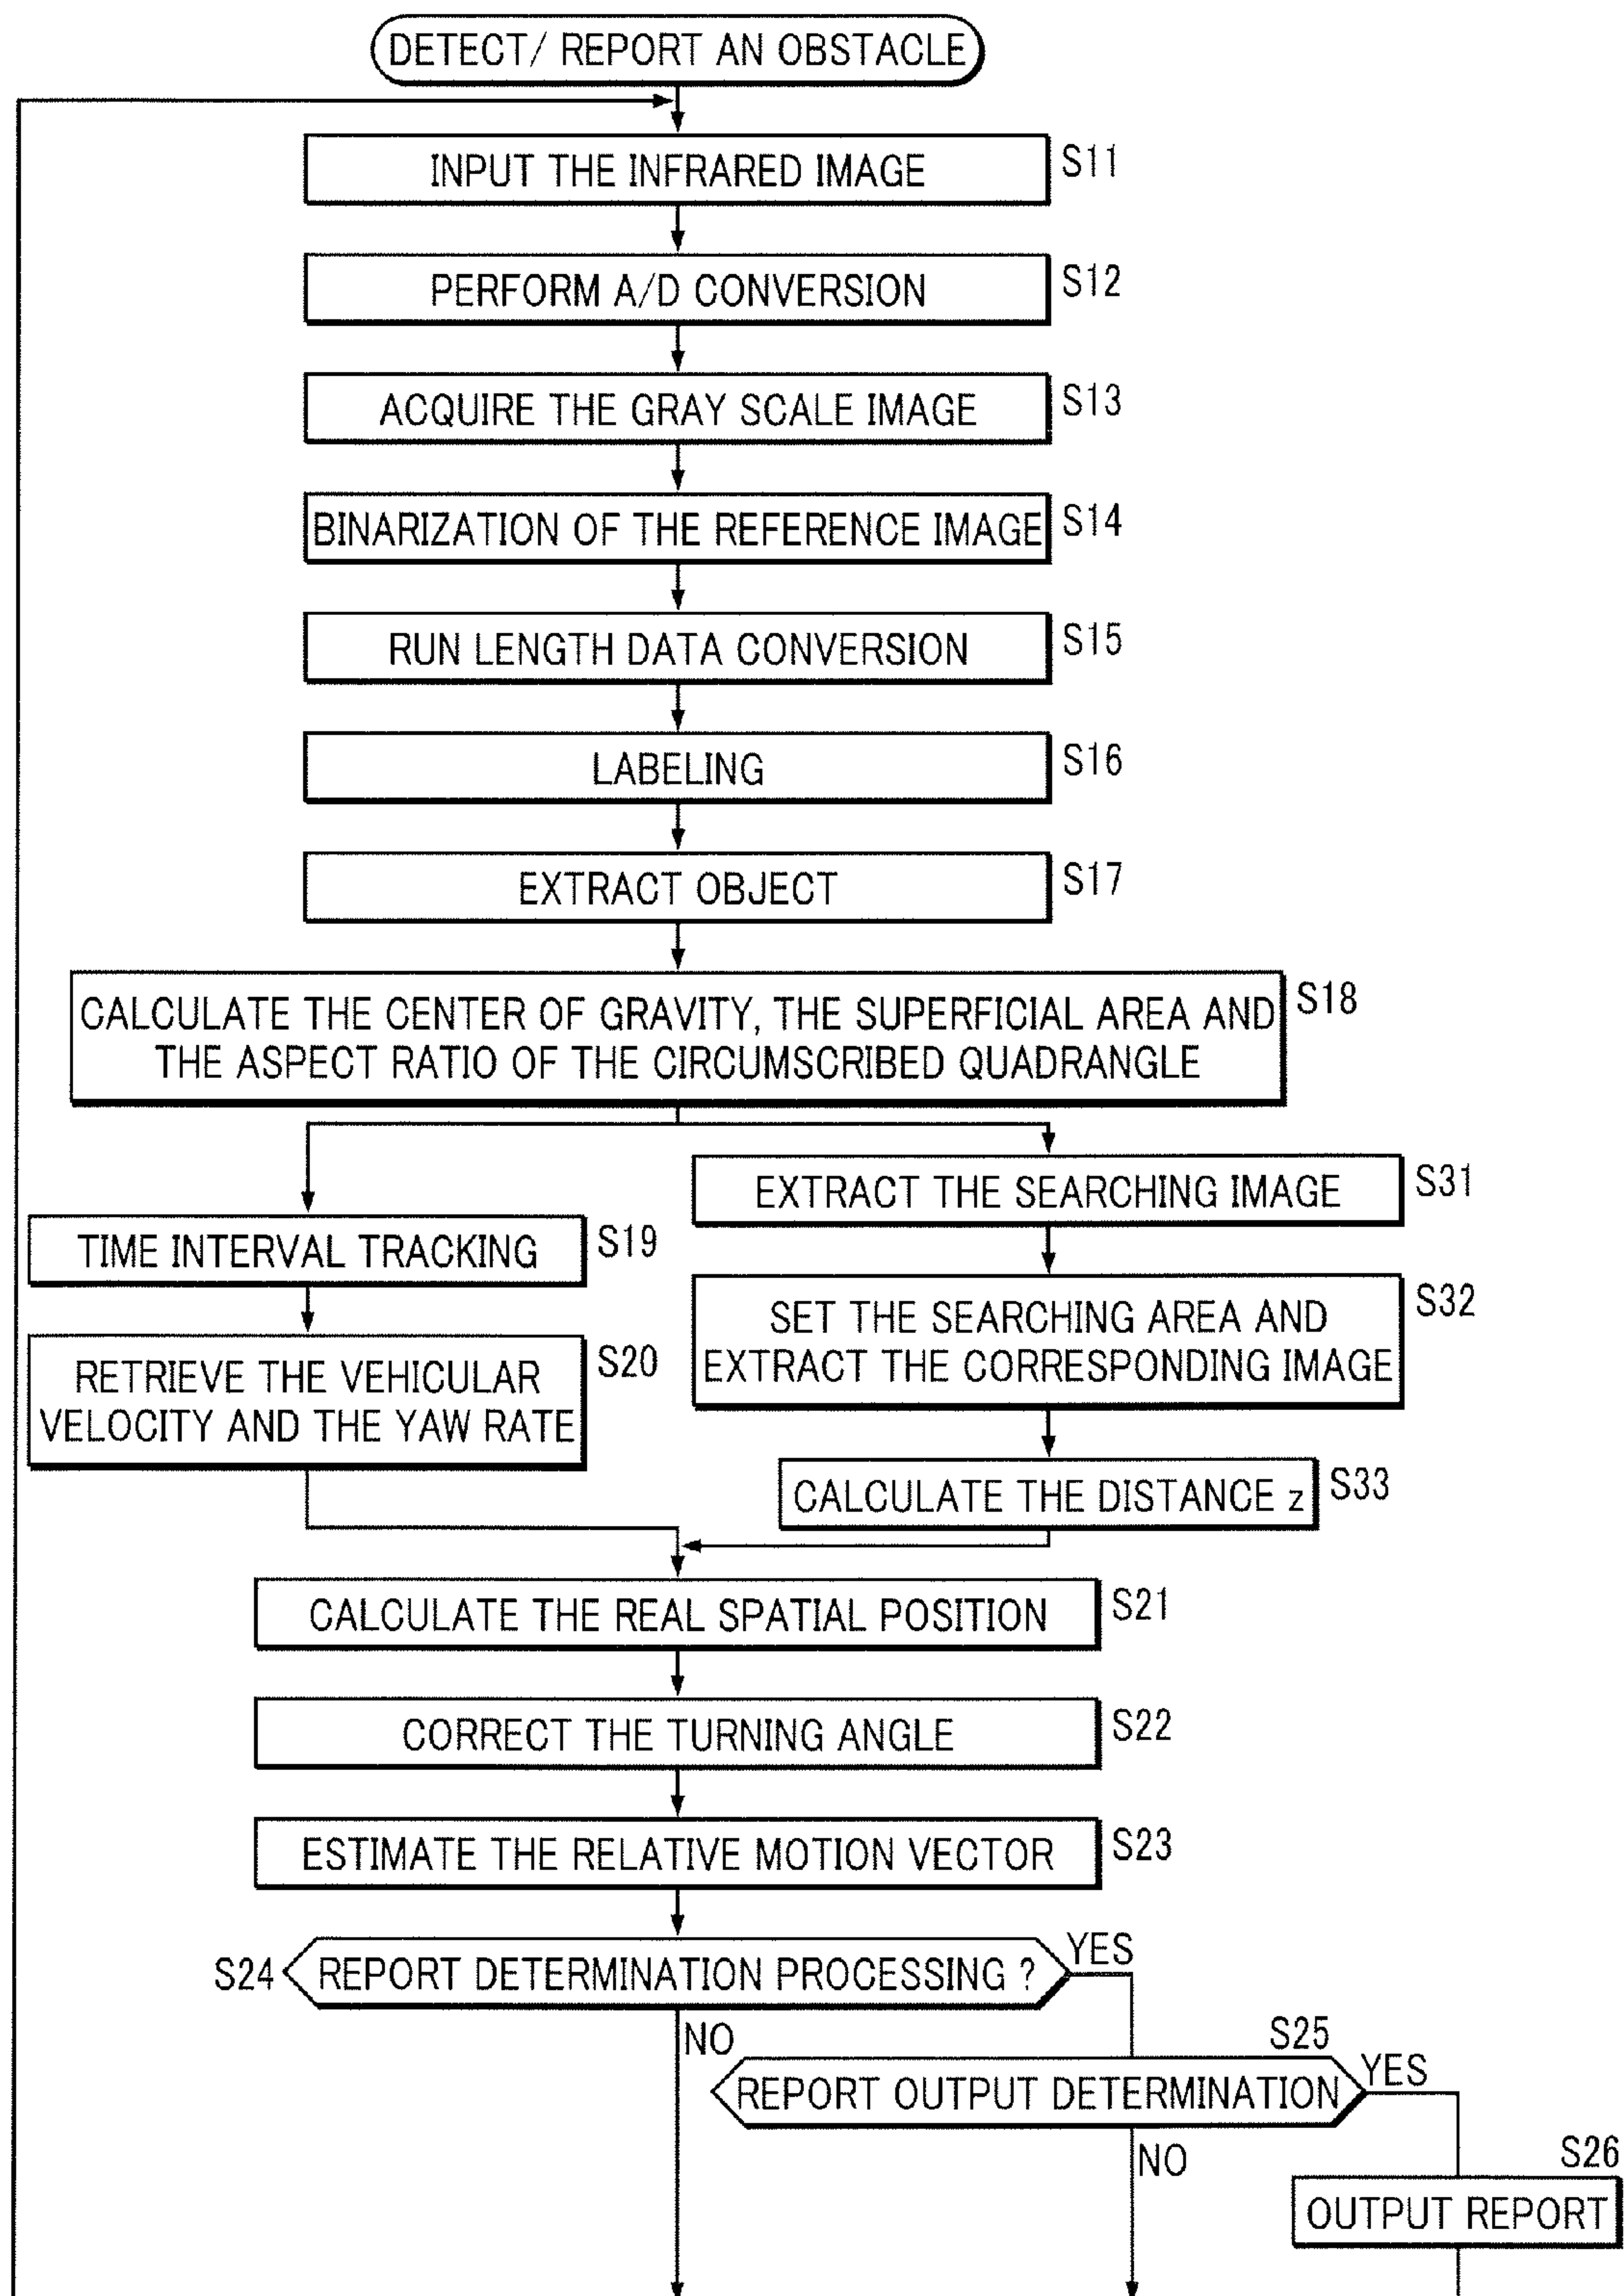 DETECT/ REPORT AN OBSTACLE
INPUT THE INFRARED IMAGE
S11
PERFORM A/D CONVERSION
S12
ACQUIRE THE GRAY SCALE IMAGE
S13
BINARIZATION OF THE REFERENCE IMAGE
S14
RUN LENGTH DATA CONVERSION
S15
LABELING
S16
EXTRACT OBJECT
S17
CALCULATE THE CENTER OF GRAVITY, THE SUPERFICIAL AREA AND
THE ASPECT RATIO OF THE CIRCUMSCRIBED QUADRANGLE
S18
TIME INTERVAL TRACKING
S19
RETRIEVE THE VEHICULAR
VELOCITY AND THE YAW RATE
S20
EXTRACT THE SEARCHING IMAGE
S31
SET THE SEARCHING AREA AND
EXTRACT THE CORRESPONDING IMAGE
S32
CALCULATE THE DISTANCE z
S33
CALCULATE THE REAL SPATIAL POSITION
S21
CORRECT THE TURNING ANGLE
S22
ESTIMATE THE RELATIVE MOTION VECTOR
S23
S24
REPORT DETERMINATION PROCESSING ?
YES
NO
S25
REPORT OUTPUT DETERMINATION
YES
NO
S26
OUTPUT REPORT